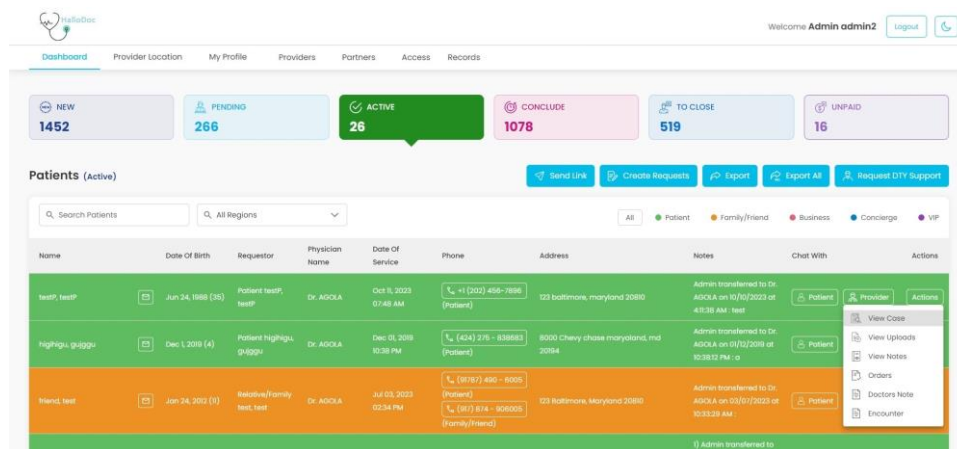 HalloDoc
Welcome Admin admin2 Logout
Dashboard Provider Location My Profile Providers Partners Access Records
NEW PENDING ACTIVE CONCLUDE TO CLOSE UNPAID
1452 266 26 1078 519 16
Patients (Active) Send Link Create Requests Export Export All Request DTY Support
Search Patients All Regions All Patient Family/Friend Business Concierge VIP
Name Date Of Birth Requestor Physician Name Date Of Service Phone Address Notes Chat With Actions
testP, testP Jun 24, 1988 (35) Patient testP, testP Dr. AGOLA Oct 11, 2023 07:48 AM +1 (202) 456-7896 (Patient) 123 baltimore, maryland 20810 Admin transferred to Dr. AGOLA on 10/10/2023 at 4:11:38 AM : test Patient Provider Actions
higihigu, gujggu Dec 1, 2019 (4) Patient higihigu, gujggu Dr. AGOLA Dec 01, 2019 10:38 PM (424) 275 - 839683 (Patient) 8000 Chevy chase maryoland, md 20194 Admin transferred to Dr. AGOLA on 01/12/2019 at 10:38:12 PM : a Patient
friend, test Jan 24, 2012 (11) Relative/Family test, test Dr. AGOLA Jul 03, 2023 02:34 PM (91787) 490 - 6005 (Patient) (917) 874 - 906005 (Family/Friend) 123 Baltimore, Maryland 20810 Admin transferred to Dr. AGOLA on 03/07/2023 at 10:33:29 AM : Patient
View Case
View Uploads
View Notes
Orders
Doctors Note
Encounter
1) Admin transferred to